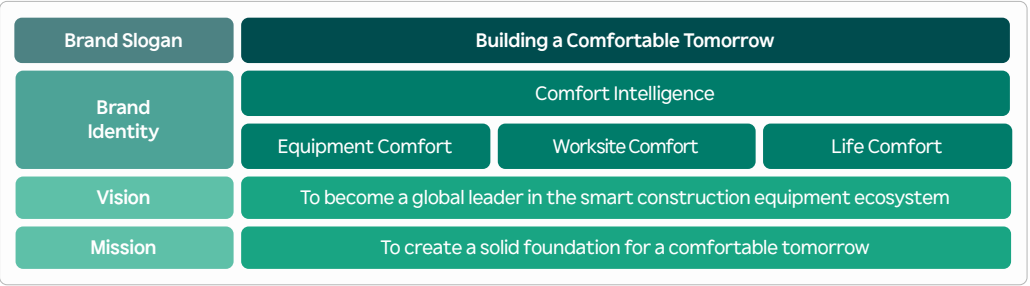 Brand Slogan
Building a Comfortable Tomorrow
Brand
Identity
Comfort Intelligence
Equipment Comfort
Worksite Comfort
Life Comfort
Vision
To become a global leader in the smart construction equipment ecosystem
Mission
To create a solid foundation for a comfortable tomorrow